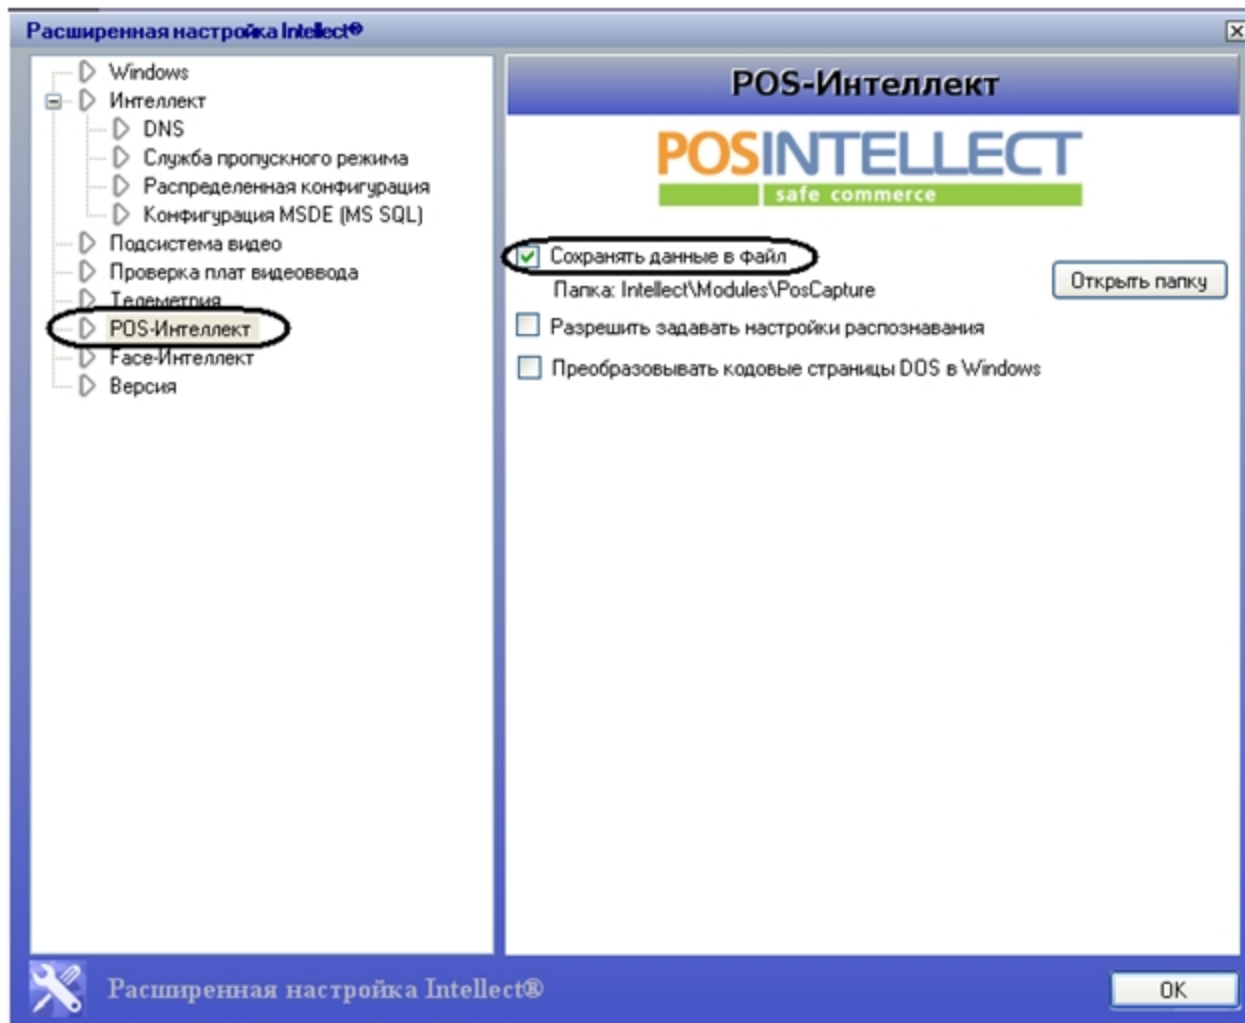 Расширенная настройка Intellect®
Windows
Интеллект
DNS
Служба пропускного режима
Распределенная конфигурация
Конфигурация MSDE (MS SQL)
Подсистема видео
Проверка плат видеоввода
Телеметрия
POS-Интеллект
Face-Интеллект
Версия
POS-Интеллект
POSINTELLECT
safe commerce
Сохранять данные в файл
Папка: Intellect\Modules\PosCapture
Открыть папку
Разрешить задавать настройки распознавания
Преобразовывать кодовые страницы DOS в Windows
Расширенная настройка Intellect®
OK